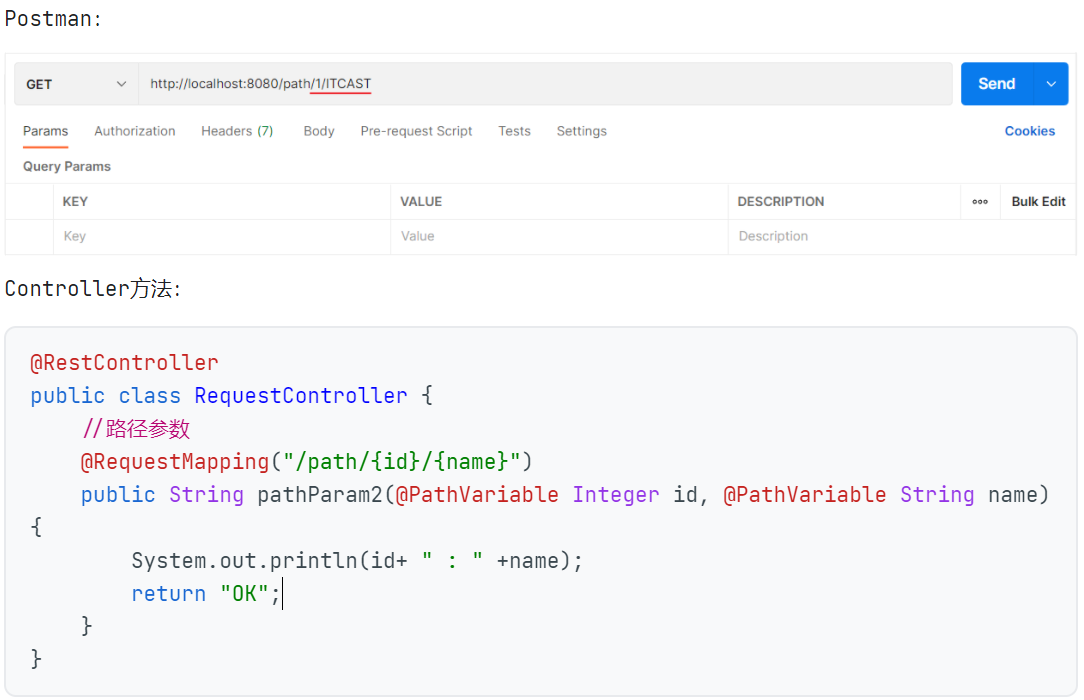 Postman:
GET http://localhost:8080/path/1/ITCAST Send
Params Authorization Headers (7) Body Pre-request Script Tests Settings Cookies
Query Params
KEY VALUE DESCRIPTION ooo Bulk Edit
Key Value Description
Controller方法:
@RestController
public class RequestController {
//路径参数
@RequestMapping("/path/{id}/{name}")
public String pathParam2(@PathVariable Integer id, @PathVariable String name)
{
System.out.println(id+ " : " +name);
return "OK";
}
}